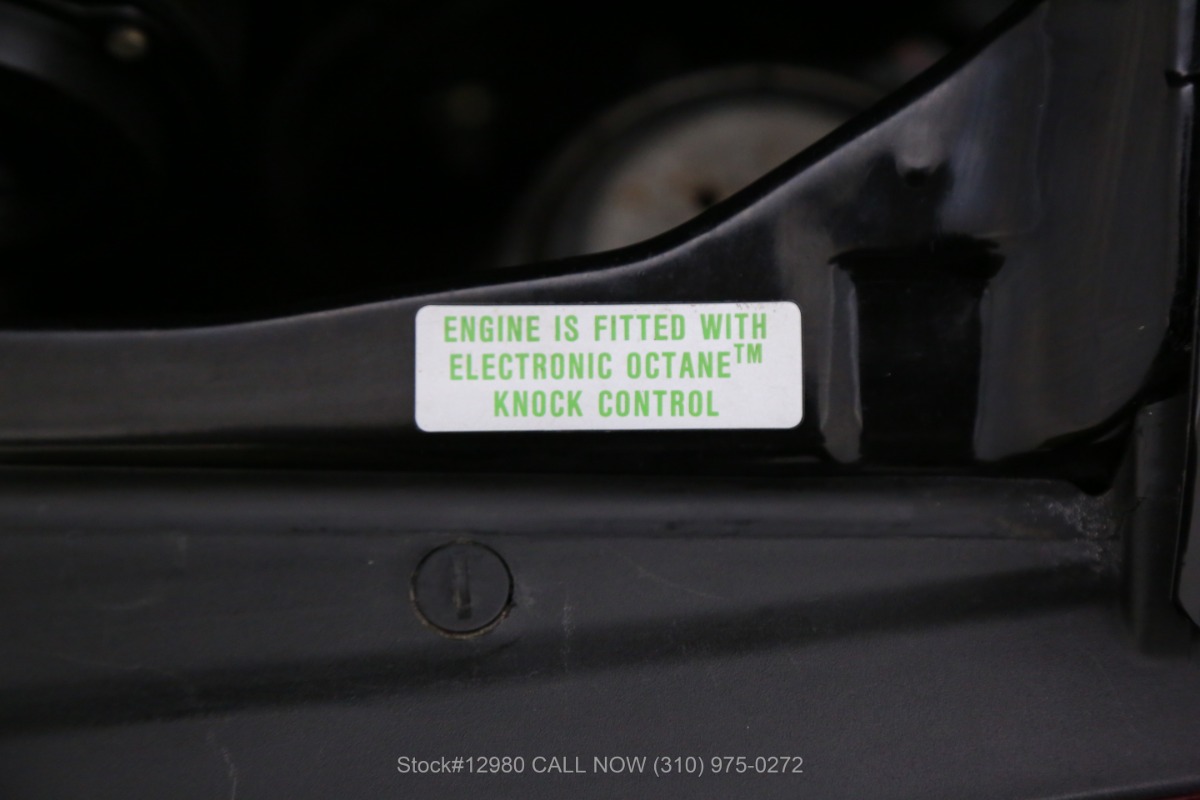 ENGINE IS FITTED WITH
ELECTRONIC OCTANE™
KNOCK CONTROL
Stock#12980 CALL NOW (310) 975-0272